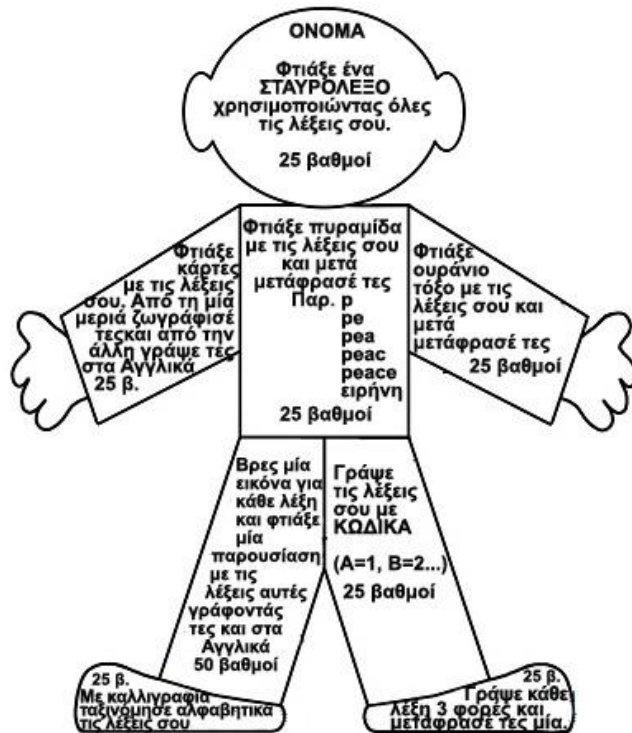 ΟΝΟΜΑ
Φτιάξε ένα
ΣΤΑΥΡΟΛΕΞΟ
χρησιμοποιώντας όλες
τις λέξεις σου.
25 βαθμοί
Φτιάξε
κάρτες
με τις λέξεις
σου. Από τη μία
μεριά ζωγράφισέ
τεςκαι από την
άλλη γράψε τες
στα Αγγλικά
25 β.
Φτιάξε πυραμίδα
με τις λέξεις σου
και μετά
μετάφρασέ τες
Παρ. p
pe
pea
peac
peace
ειρήνη
25 βαθμοί
Φτιάξε
ουράνιο
τόξο με τις
λέξεις σου και
μετά
μετάφρασέ τες
25 βαθμοί
Βρες μία
εικόνα για
κάθε λέξη
και φτιάξε
μία
παρουσίαση
με τις
λέξεις αυτές
γράφοντάς
τες και στα
Αγγλικά
50 βαθμοί
Γράψε
τις λέξεις
σου με
ΚΩΔΙΚΑ
(Α=1, Β=2...)
25 βαθμοί
25 β.
Με καλλιγραφία
ταξινόμησε αλφαβητικά
τις λέξεις σου
25 β.
Γράψε κάθε
λέξη 3 φορές και
μετάφρασε τες μία.